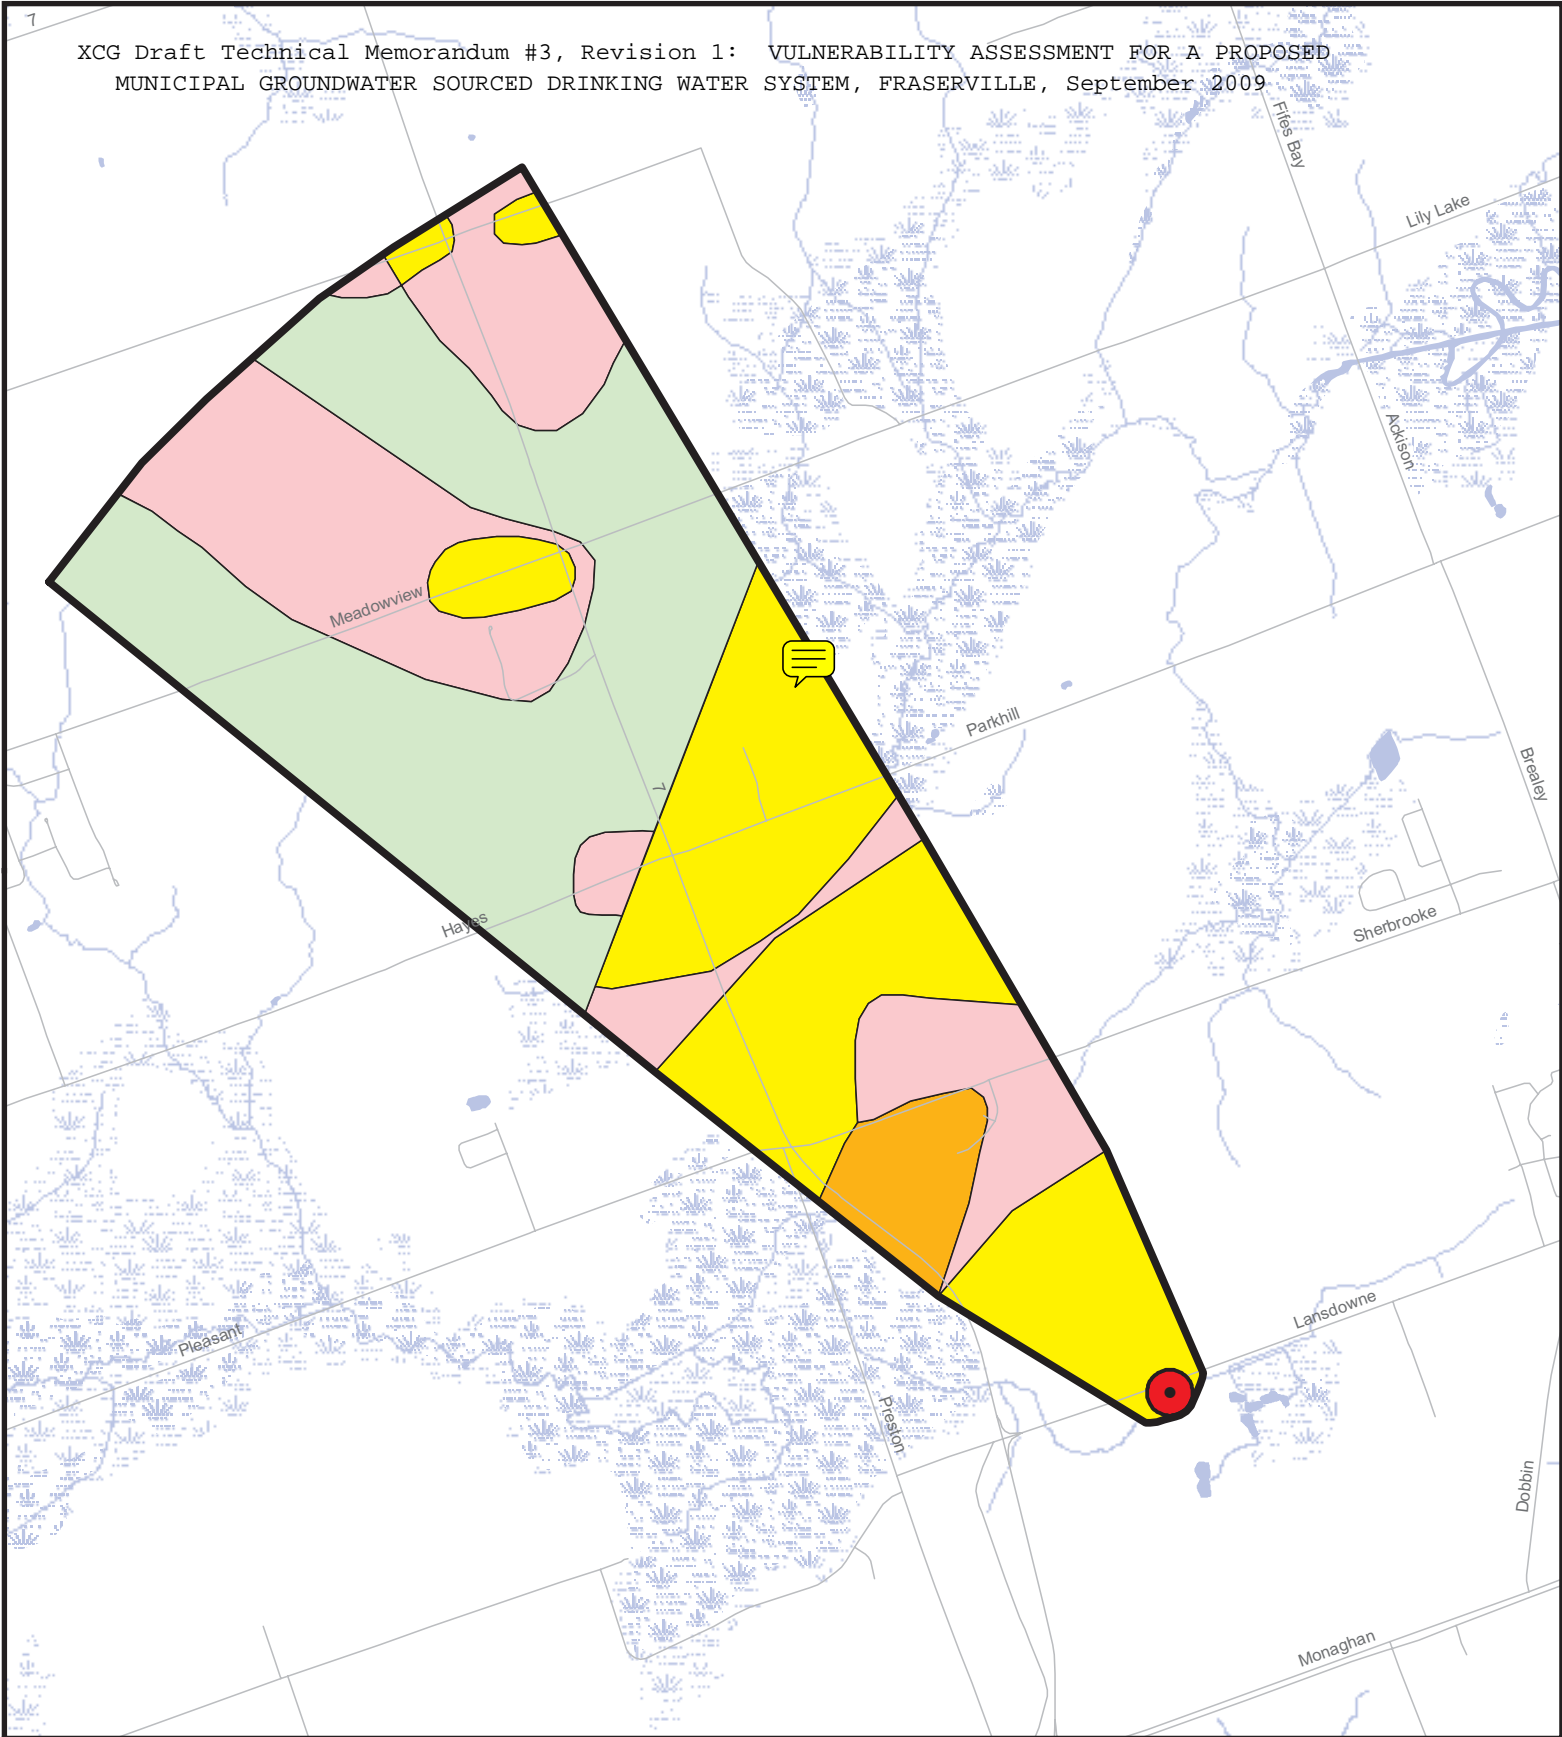 7
XCG Draft Technical Memorandum #3, Revision 1: VULNERABILITY ASSESSMENT FOR A PROPOSED
MUNICIPAL GROUNDWATER SOURCED DRINKING WATER SYSTEM, FRASERVILLE, September 2009
Fifes Bay
Lily Lake
Ackison
Meadowview
Parkhill
Brealey
7
Hayes
Sherbrooke
Lansdowne
Pleasant
Preston
Dobbin
Monaghan